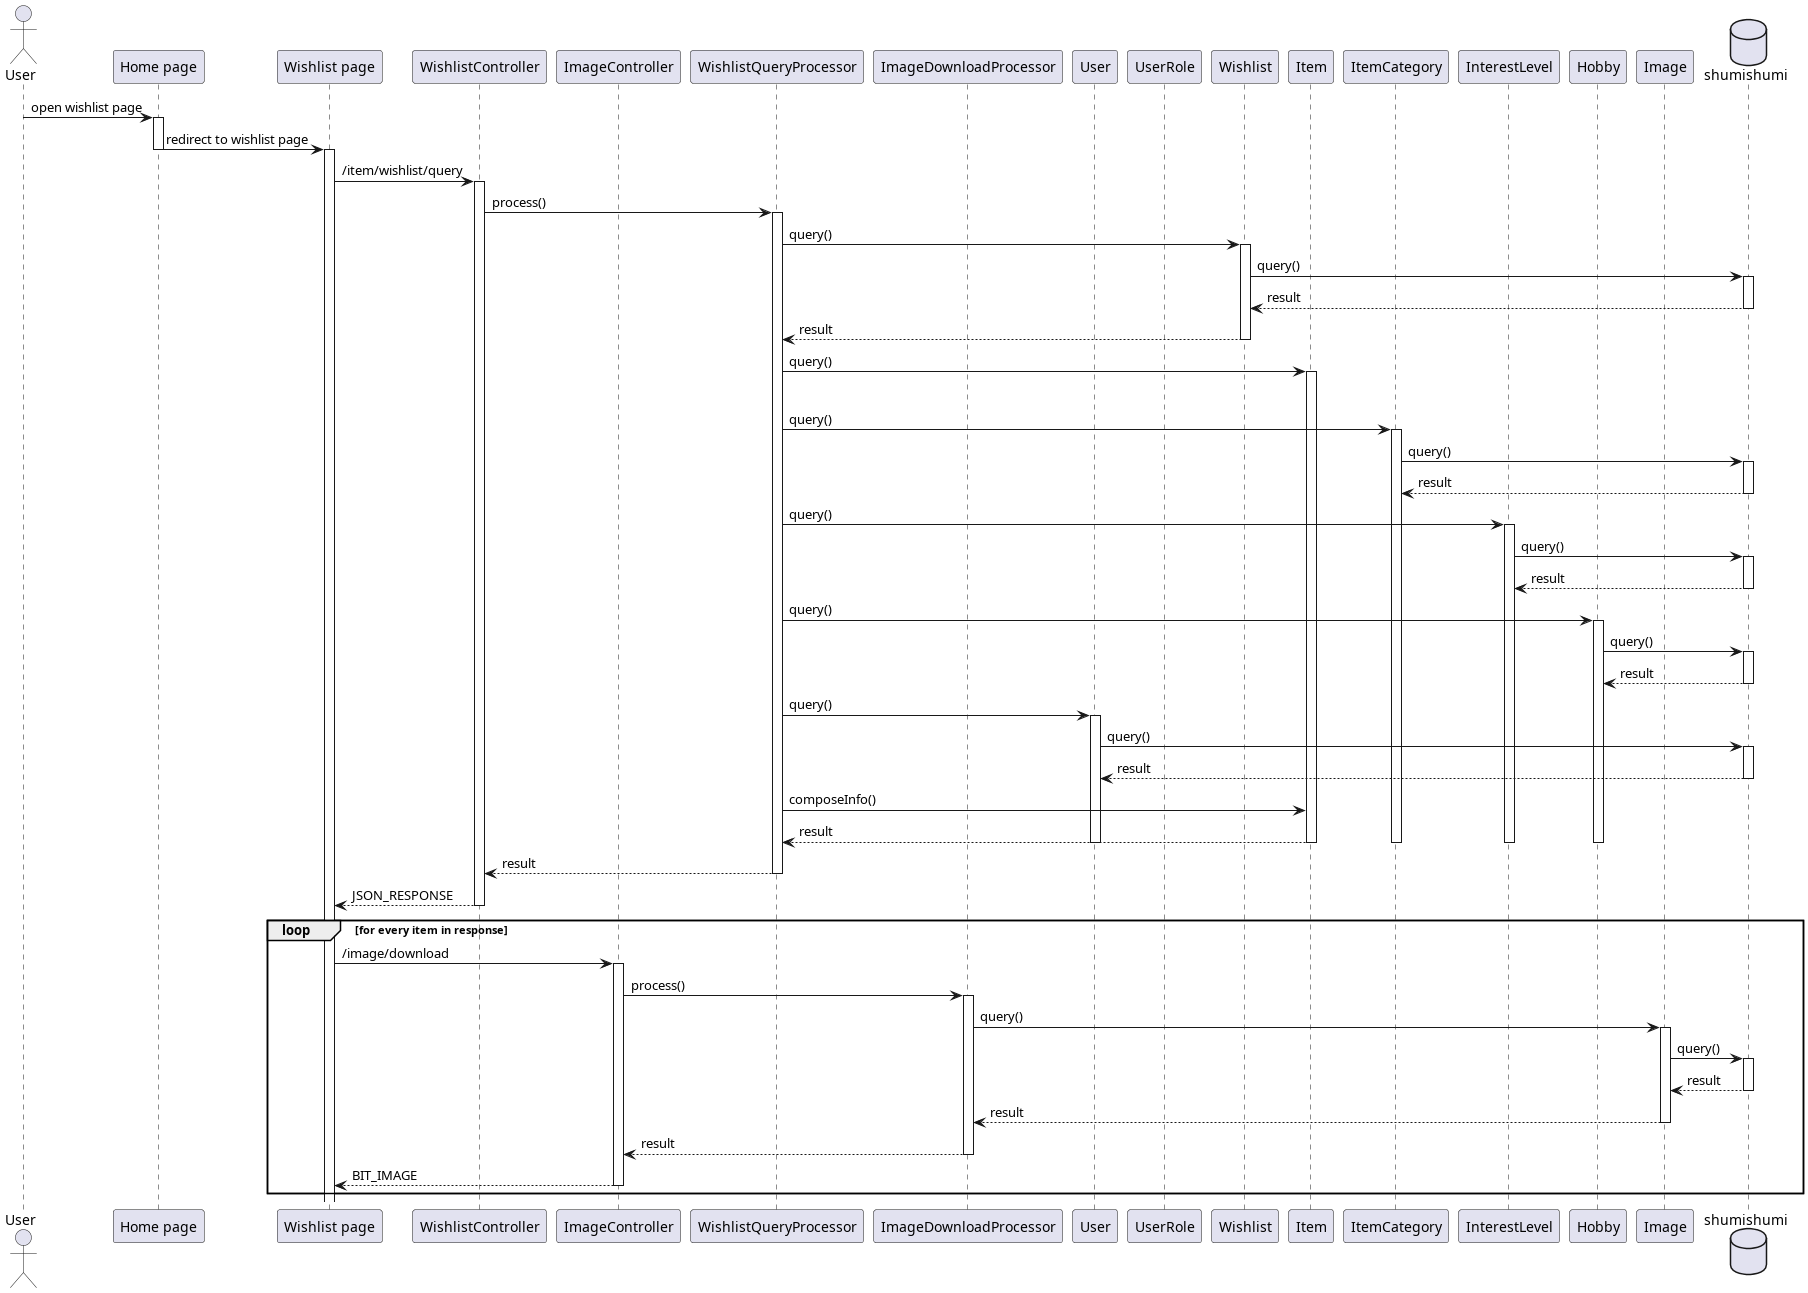 User
Home page
Wishlist page
WishlistController
ImageController
WishlistQueryProcessor
ImageDownloadProcessor
User
UserRole
Wishlist
Item
ItemCategory
InterestLevel
Hobby
Image
shumishumi
open wishlist page
redirect to wishlist page
/item/wishlist/query
process()
query()
query()
result
result
query()
query()
query()
result
query()
query()
result
query()
query()
result
query()
query()
result
composeInfo()
result
result
JSON_RESPONSE
loop
[for every item in response]
/image/download
process()
query()
query()
result
result
result
BIT_IMAGE
User
Home page
Wishlist page
WishlistController
ImageController
WishlistQueryProcessor
ImageDownloadProcessor
User
UserRole
Wishlist
Item
ItemCategory
InterestLevel
Hobby
Image
shumishumi